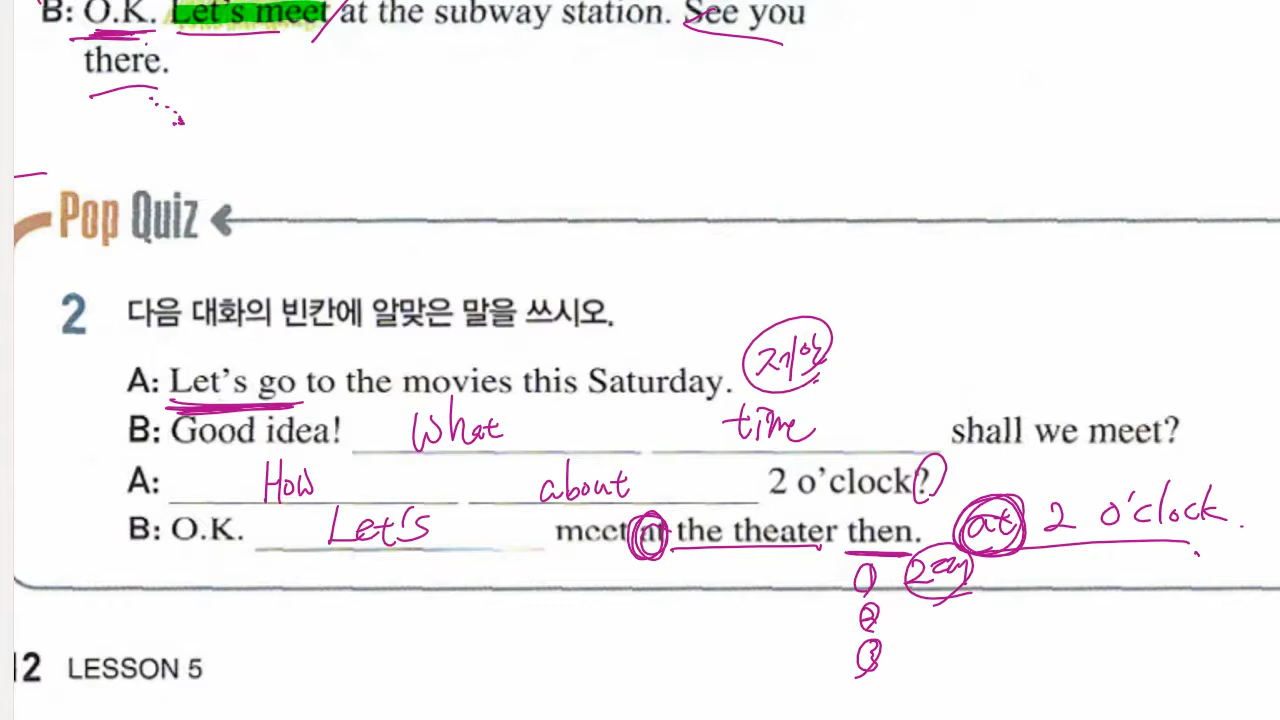 B: O.K. Let's meet at the subway station. See you
there.
Pop Quiz
2 다음 대화의 빈칸에 알맞은 말을 쓰시오.
A: Let's go to the movies this Saturday. 제안
B: Good idea! What time shall we meet?
A: How about 2 o'clock?
B: O.K. Let's meet at the theater then. at 2 o'clock.
①
②
③
12 LESSON 5